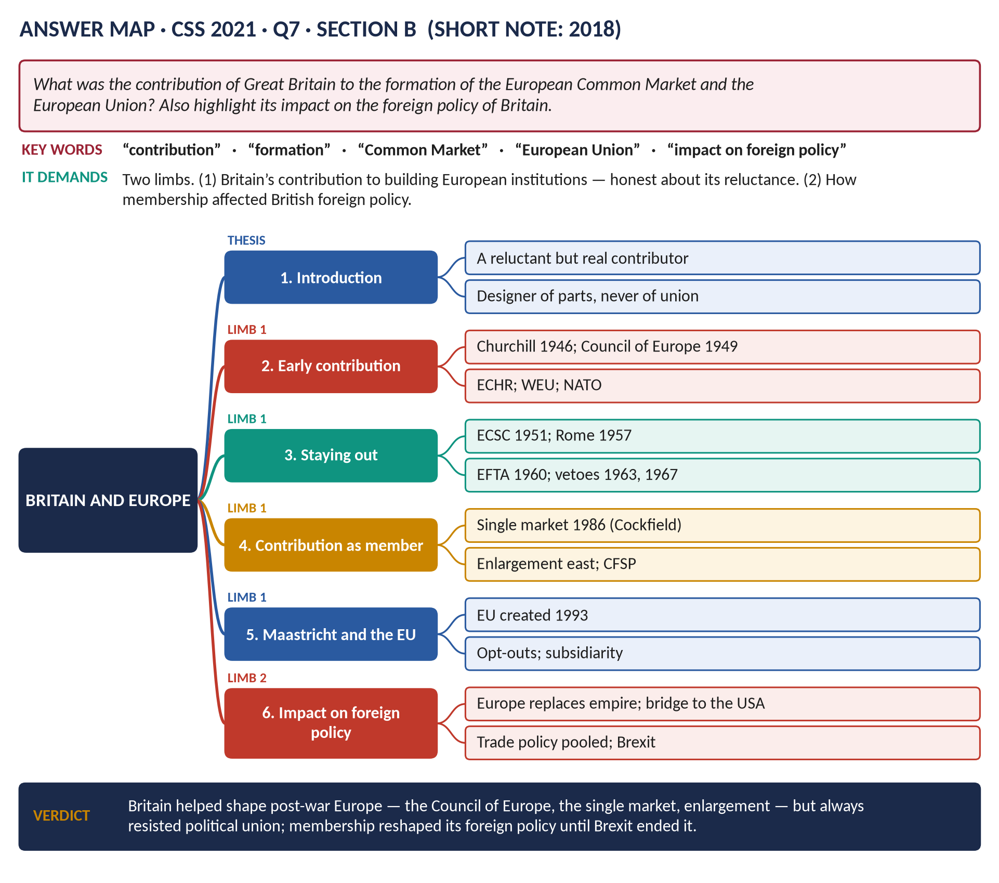 ANSWER MAP · CSS 2021 · Q7 · SECTION B (SHORT NOTE: 2018)
What was the contribution of Great Britain to the formation of the European Common Market and the
European Union? Also highlight its impact on the foreign policy of Britain.
KEY WORDS “contribution” · “formation” · “Common Market” · “European Union” · “impact on foreign policy”
IT DEMANDS Two limbs. (1) Britain’s contribution to building European institutions — honest about its reluctance. (2) How
membership affected British foreign policy.
BRITAIN AND EUROPE
THESIS
1. Introduction
A reluctant but real contributor
Designer of parts, never of union
LIMB 1
2. Early contribution
Churchill 1946; Council of Europe 1949
ECHR; WEU; NATO
LIMB 1
3. Staying out
ECSC 1951; Rome 1957
EFTA 1960; vetoes 1963, 1967
LIMB 1
4. Contribution as member
Single market 1986 (Cockfield)
Enlargement east; CFSP
LIMB 1
5. Maastricht and the EU
EU created 1993
Opt-outs; subsidiarity
LIMB 2
6. Impact on foreign
policy
Europe replaces empire; bridge to the USA
Trade policy pooled; Brexit
VERDICT
Britain helped shape post-war Europe — the Council of Europe, the single market, enlargement — but always
resisted political union; membership reshaped its foreign policy until Brexit ended it.